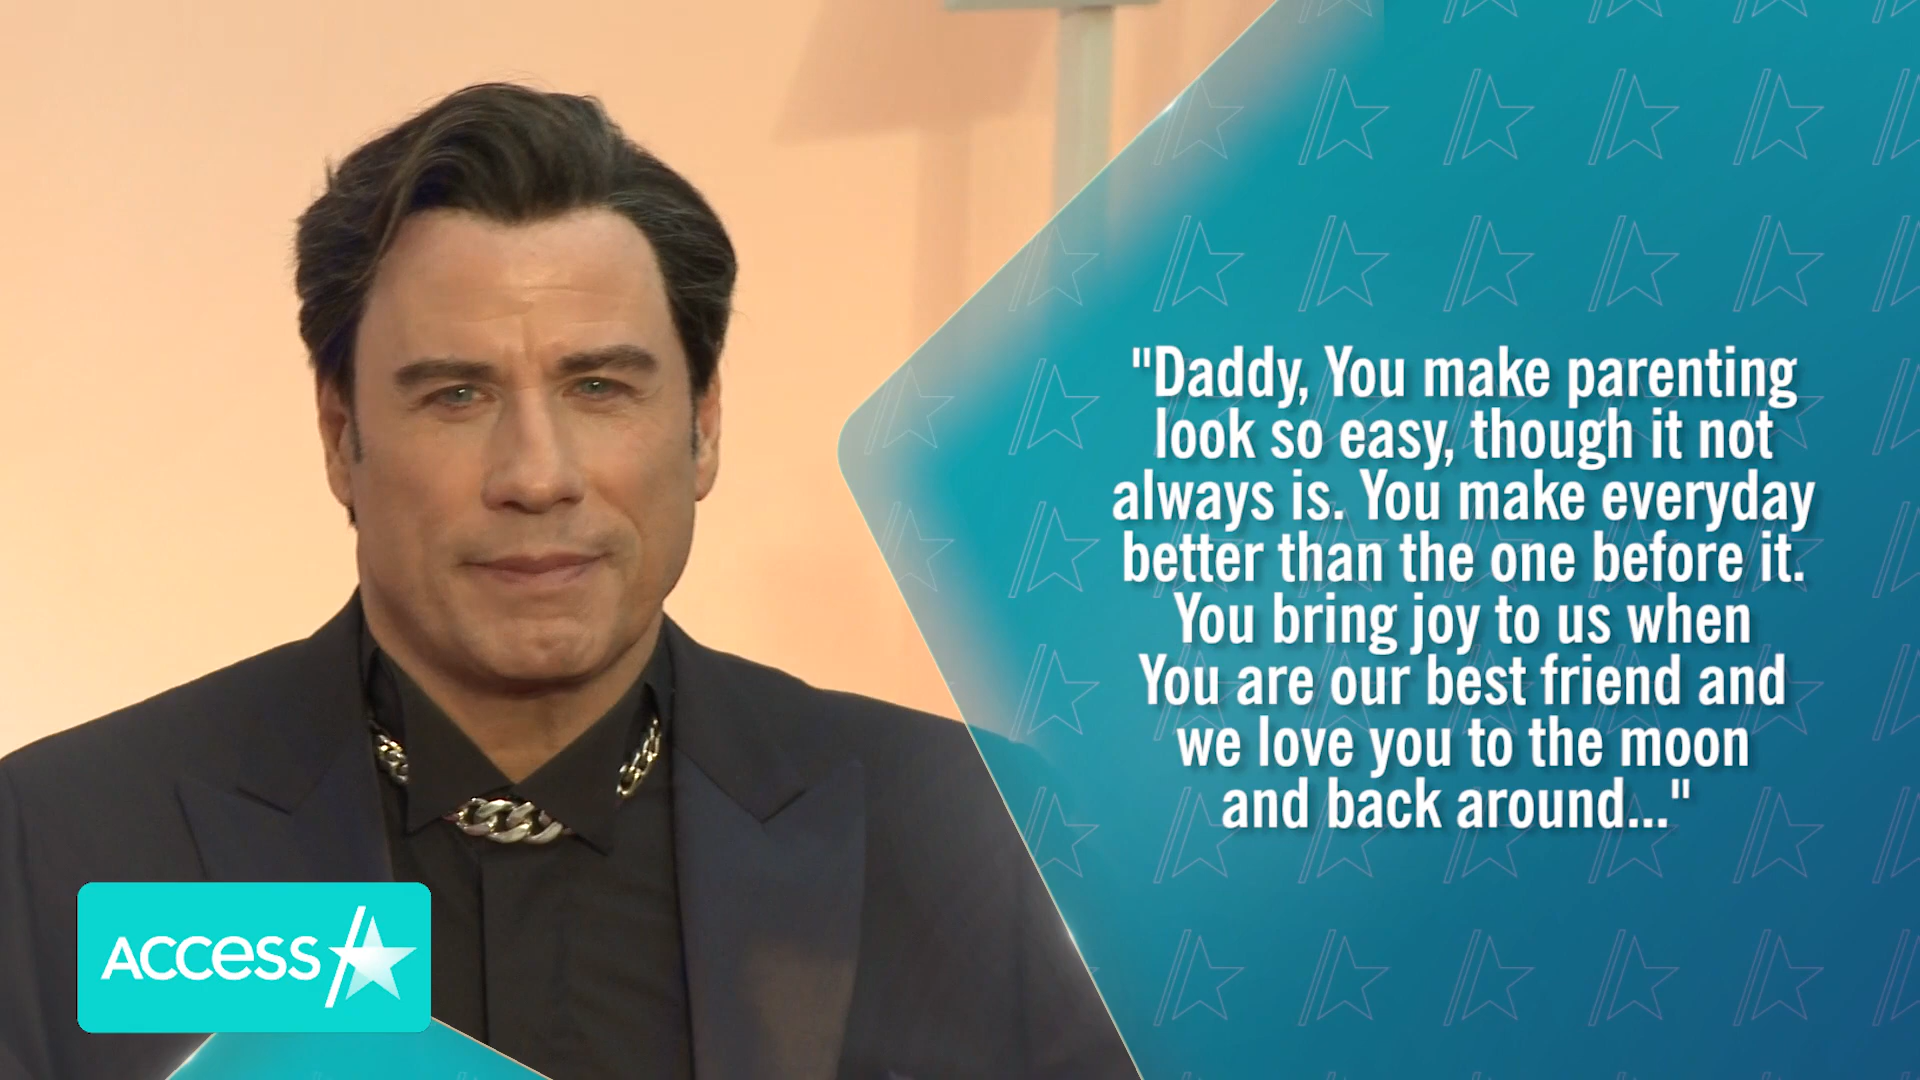 "Daddy, You make parenting
look so easy, though it not
always is. You make everyday
better than the one before it.
You bring joy to us when
You are our best friend and
we love you to the moon
and back around..."
ACCESS